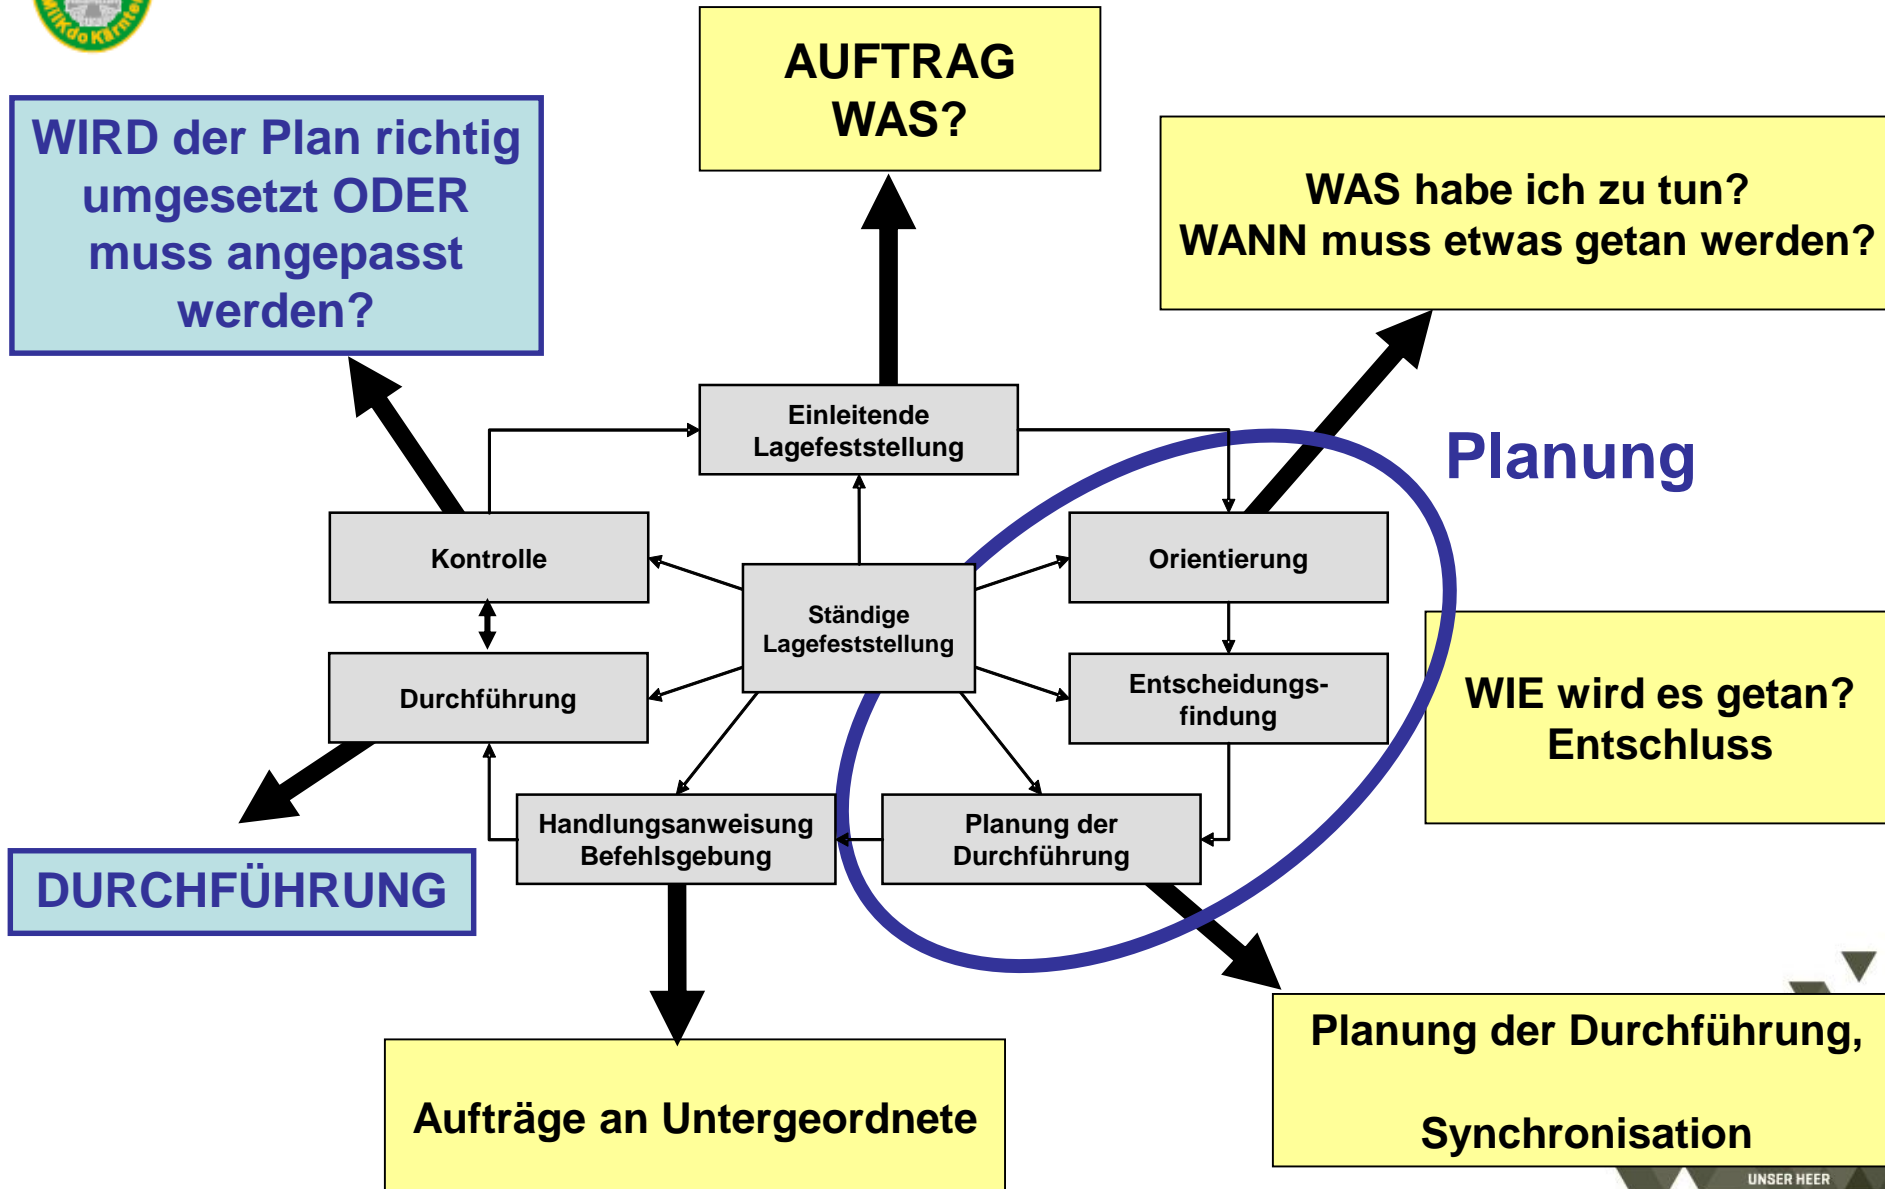 MilKdo Kärnten
AUFTRAG
WAS?
WIRD der Plan richtig
umgesetzt ODER
muss angepasst
werden?
WAS habe ich zu tun?
WANN muss etwas getan werden?
Einleitende
Lagefeststellung
Planung
Kontrolle
Orientierung
Ständige
Lagefeststellung
Durchführung
Entscheidungs-
findung
WIE wird es getan?
Entschluss
Handlungsanweisung
Befehlsgebung
Planung der
Durchführung
DURCHFÜHRUNG
Aufträge an Untergeordnete
Planung der Durchführung,
Synchronisation
UNSER HEER